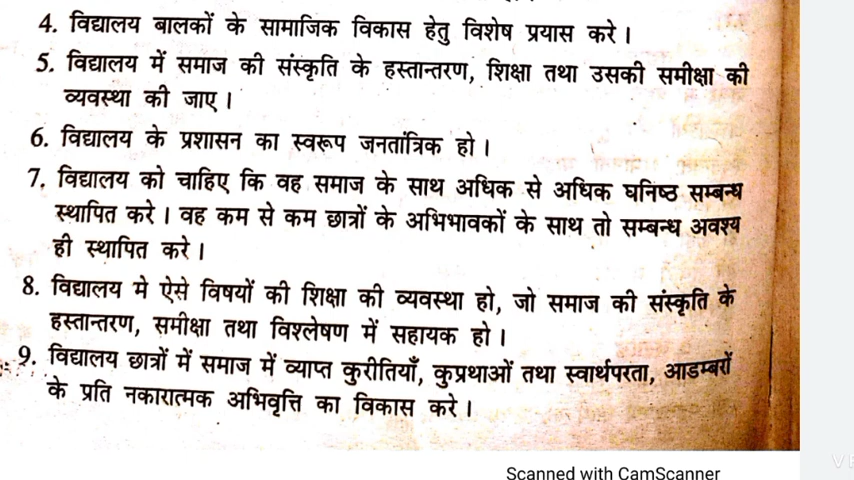 4. विद्यालय बालकों के सामाजिक विकास हेतु विशेष प्रयास करे।
5. विद्यालय में समाज की संस्कृति के हस्तान्तरण, शिक्षा तथा उसकी समीक्षा की
व्यवस्था की जाए।
6. विद्यालय के प्रशासन का स्वरूप जनतांत्रिक हो।
7. विद्यालय को चाहिए कि वह समाज के साथ अधिक से अधिक घनिष्ठ सम्बन्ध
स्थापित करे। वह कम से कम छात्रों के अभिभावकों के साथ तो सम्बन्ध अवश्य
ही स्थापित करे।
8. विद्यालय मे ऐसे विषयों की शिक्षा की व्यवस्था हो, जो समाज की संस्कृति के
हस्तान्तरण, समीक्षा तथा विश्लेषण में सहायक हो।
9. विद्यालय छात्रों में समाज में व्याप्त कुरीतियाँ, कुप्रथाओं तथा स्वार्थपरता, आडम्बरों
के प्रति नकारात्मक अभिवृत्ति का विकास करे।
Scanned with CamScanner